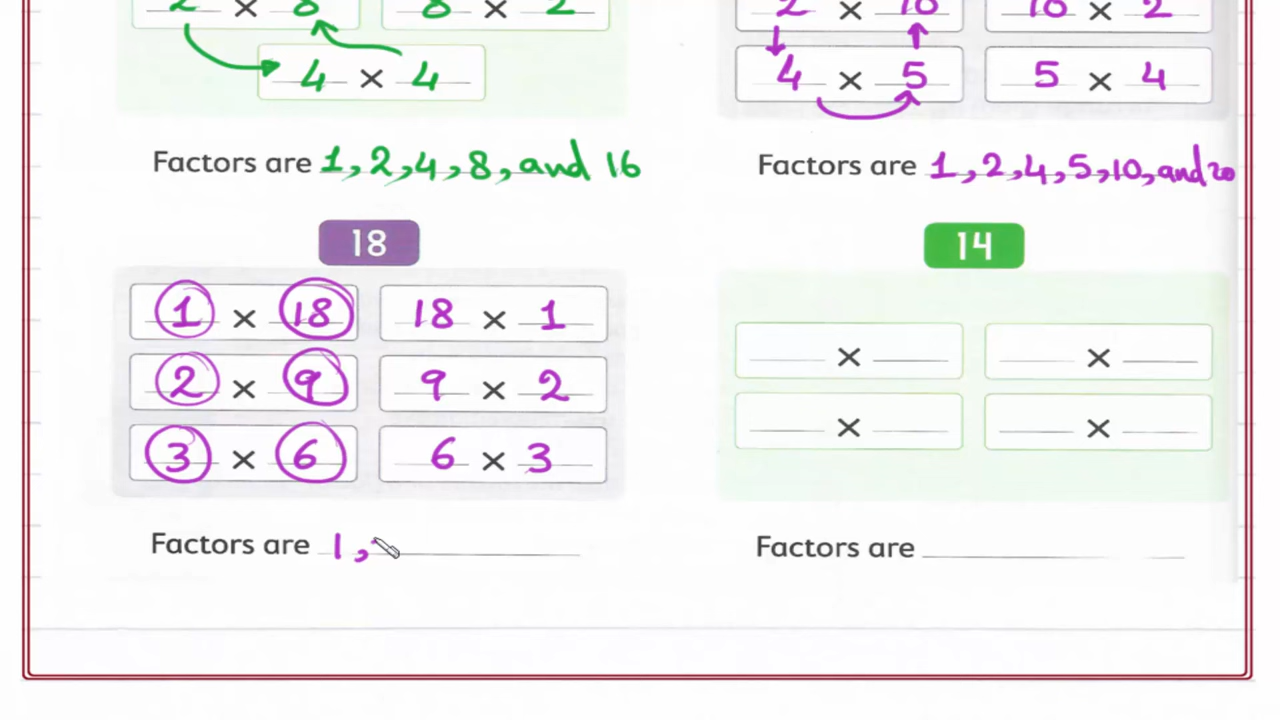 2 × 8 8 × 2
4 × 4
Factors are 1, 2, 4, 8, and 16
2 × 10 10 × 2
4 × 5 5 × 4
Factors are 1, 2, 4, 5, 10, and 20
18
1 × 18 18 × 1
2 × 9 9 × 2
3 × 6 6 × 3
Factors are 1,
14
× ×
× ×
Factors are